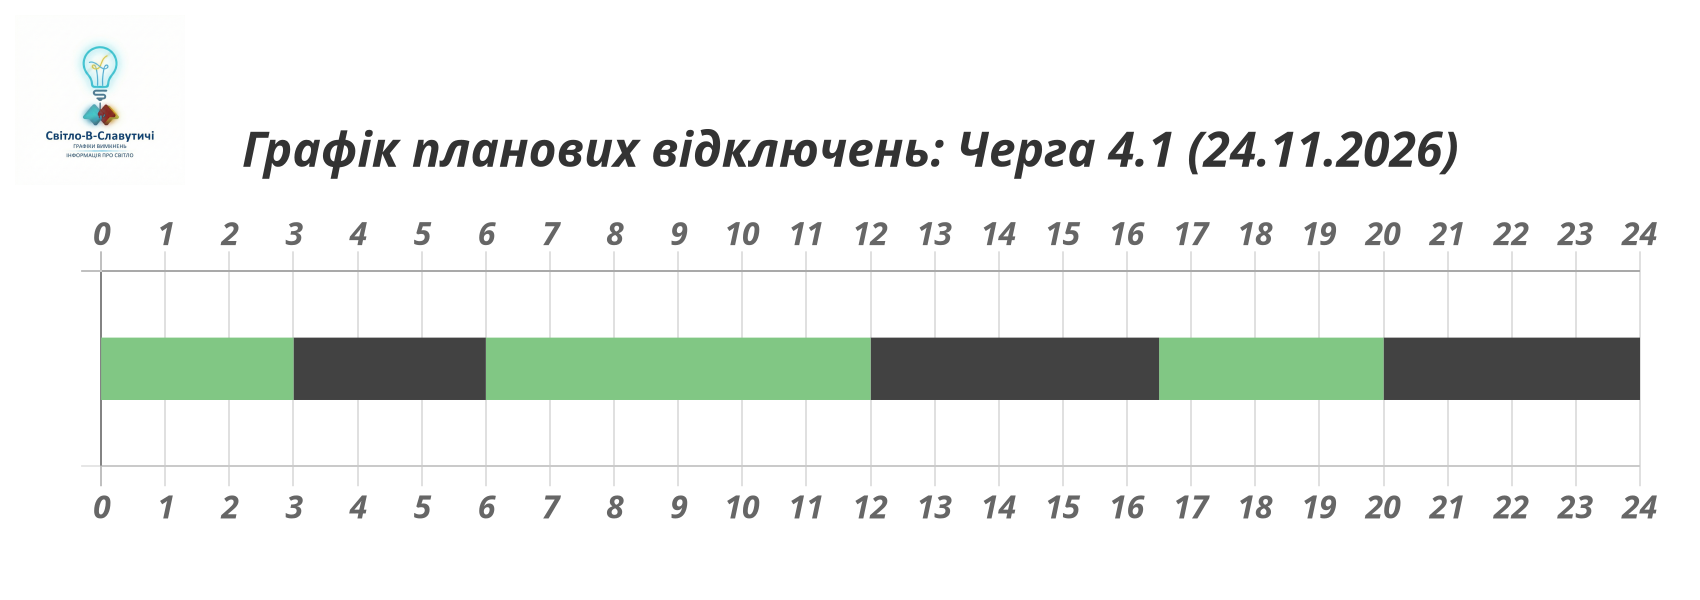 Світло-В-Славутичі
ГРАФІКИ ВИМКНЕНЬ
ІНФОРМАЦІЯ ПРО СВІТЛО
Графік планових відключень: Черга 4.1 (24.11.2026)
0 1 2 3 4 5 6 7 8 9 10 11 12 13 14 15 16 17 18 19 20 21 22 23 24
0 1 2 3 4 5 6 7 8 9 10 11 12 13 14 15 16 17 18 19 20 21 22 23 24